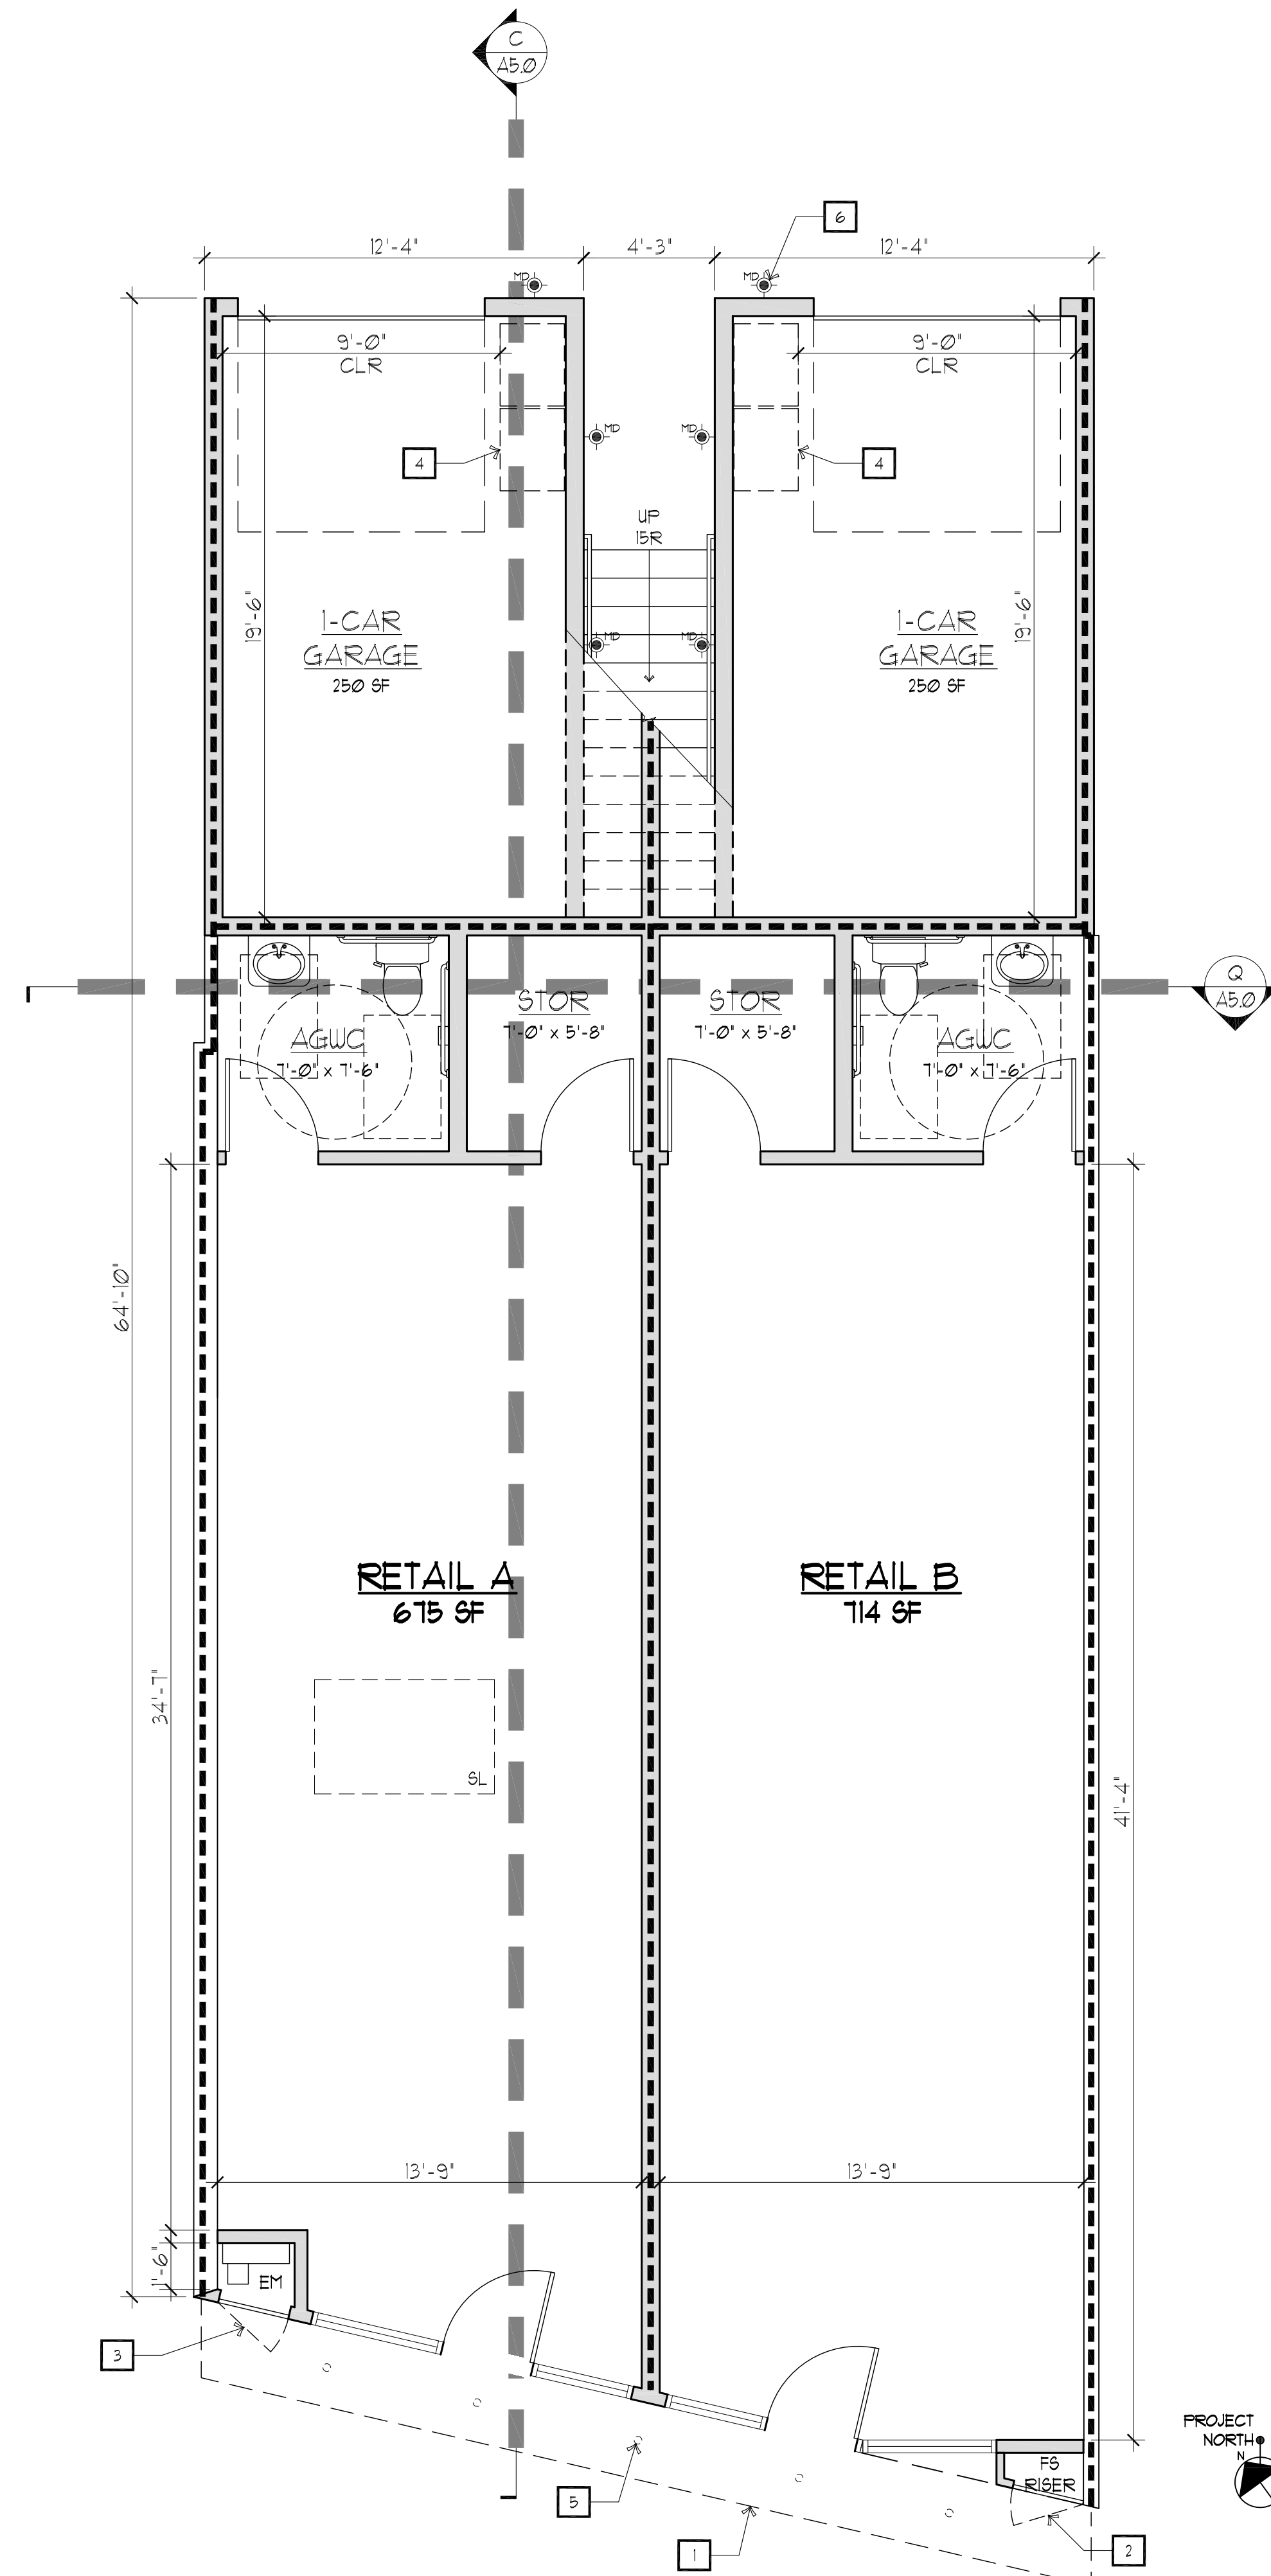 C
A5.0
6
12'-4"
4'-3"
12'-4"
MD
MD
9'-0"
CLR
9'-0"
CLR
MD
MD
4
4
UP
15R
19'-6"
1-CAR
GARAGE
250 SF
MD
MD
1-CAR
GARAGE
250 SF
19'-6"
Q
A5.0
STOR
7'-0" x 5'-8"
STOR
7'-0" x 5'-8"
AGWC
7'-0" x 7'-6"
AGWC
7'-0" x 7'-6"
64'-10"
RETAIL A
675 SF
RETAIL B
714 SF
34'-7"
SL
41'-4"
13'-9"
13'-9"
1'-6"
EM
3
PROJECT
NORTH
N
FS
RISER
5
1
2